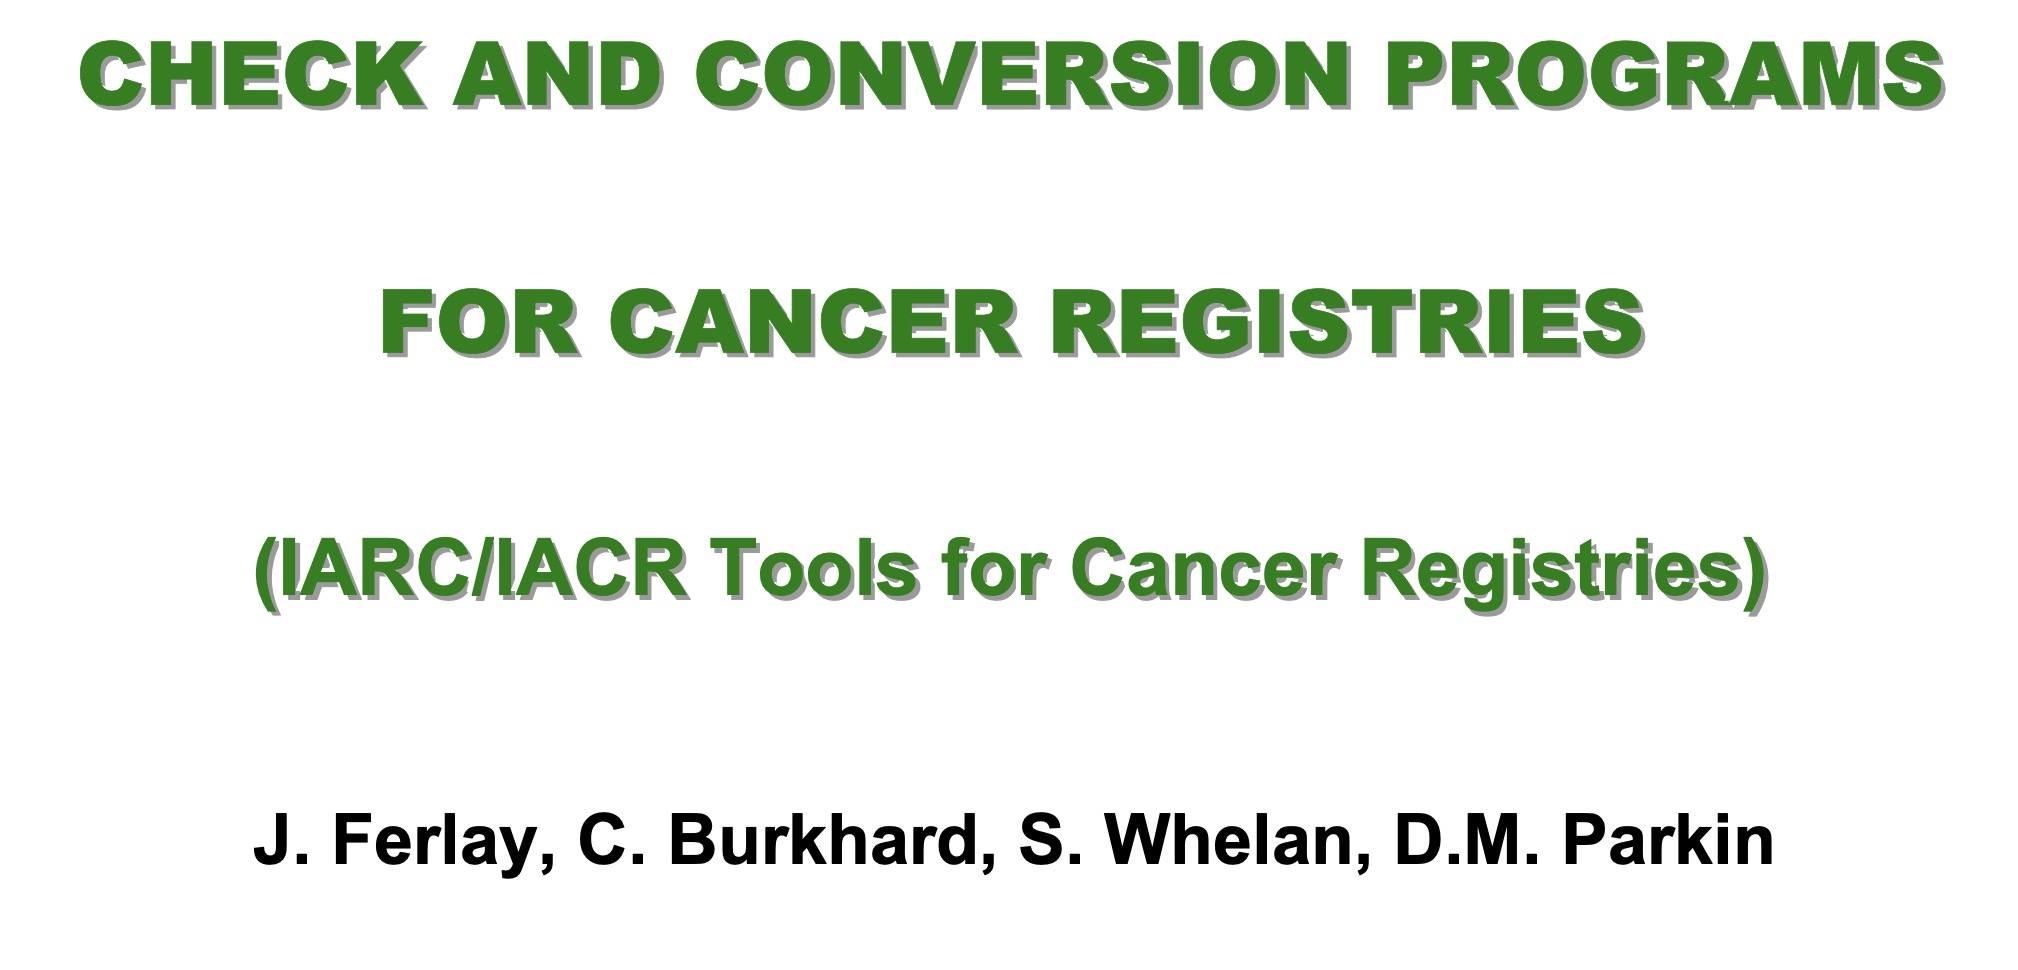 CHECK AND CONVERSION PROGRAMS
FOR CANCER REGISTRIES
(IARC/IACR Tools for Cancer Registries)
J. Ferlay, C. Burkhard, S. Whelan, D.M. Parkin